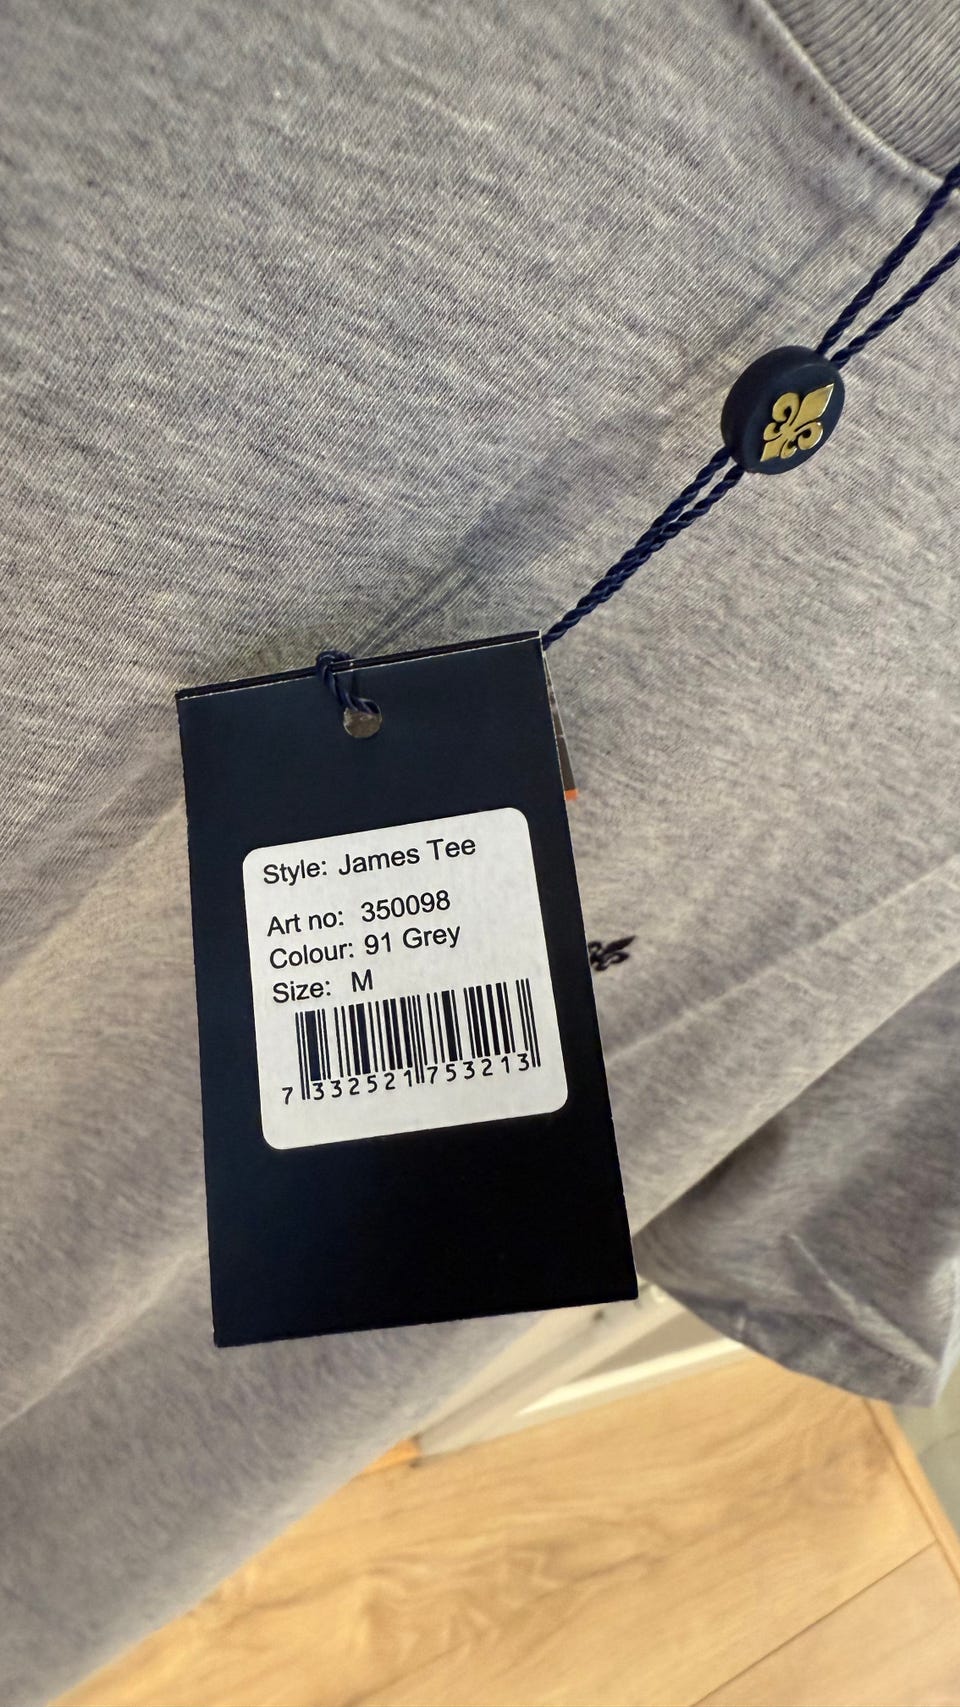 Style: James Tee
Art no: 350098
Colour: 91 Grey
Size: M
7 332521 753213